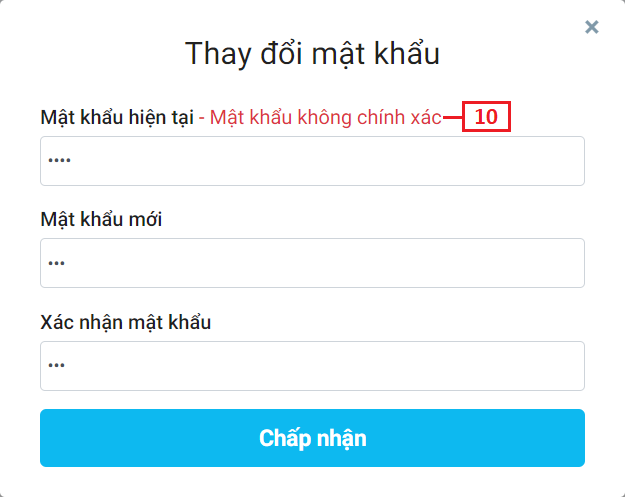 ×
Thay đổi mật khẩu
Mật khẩu hiện tại - Mật khẩu không chính xác 10
••••
Mật khẩu mới
•••
Xác nhận mật khẩu
•••
Chấp nhận